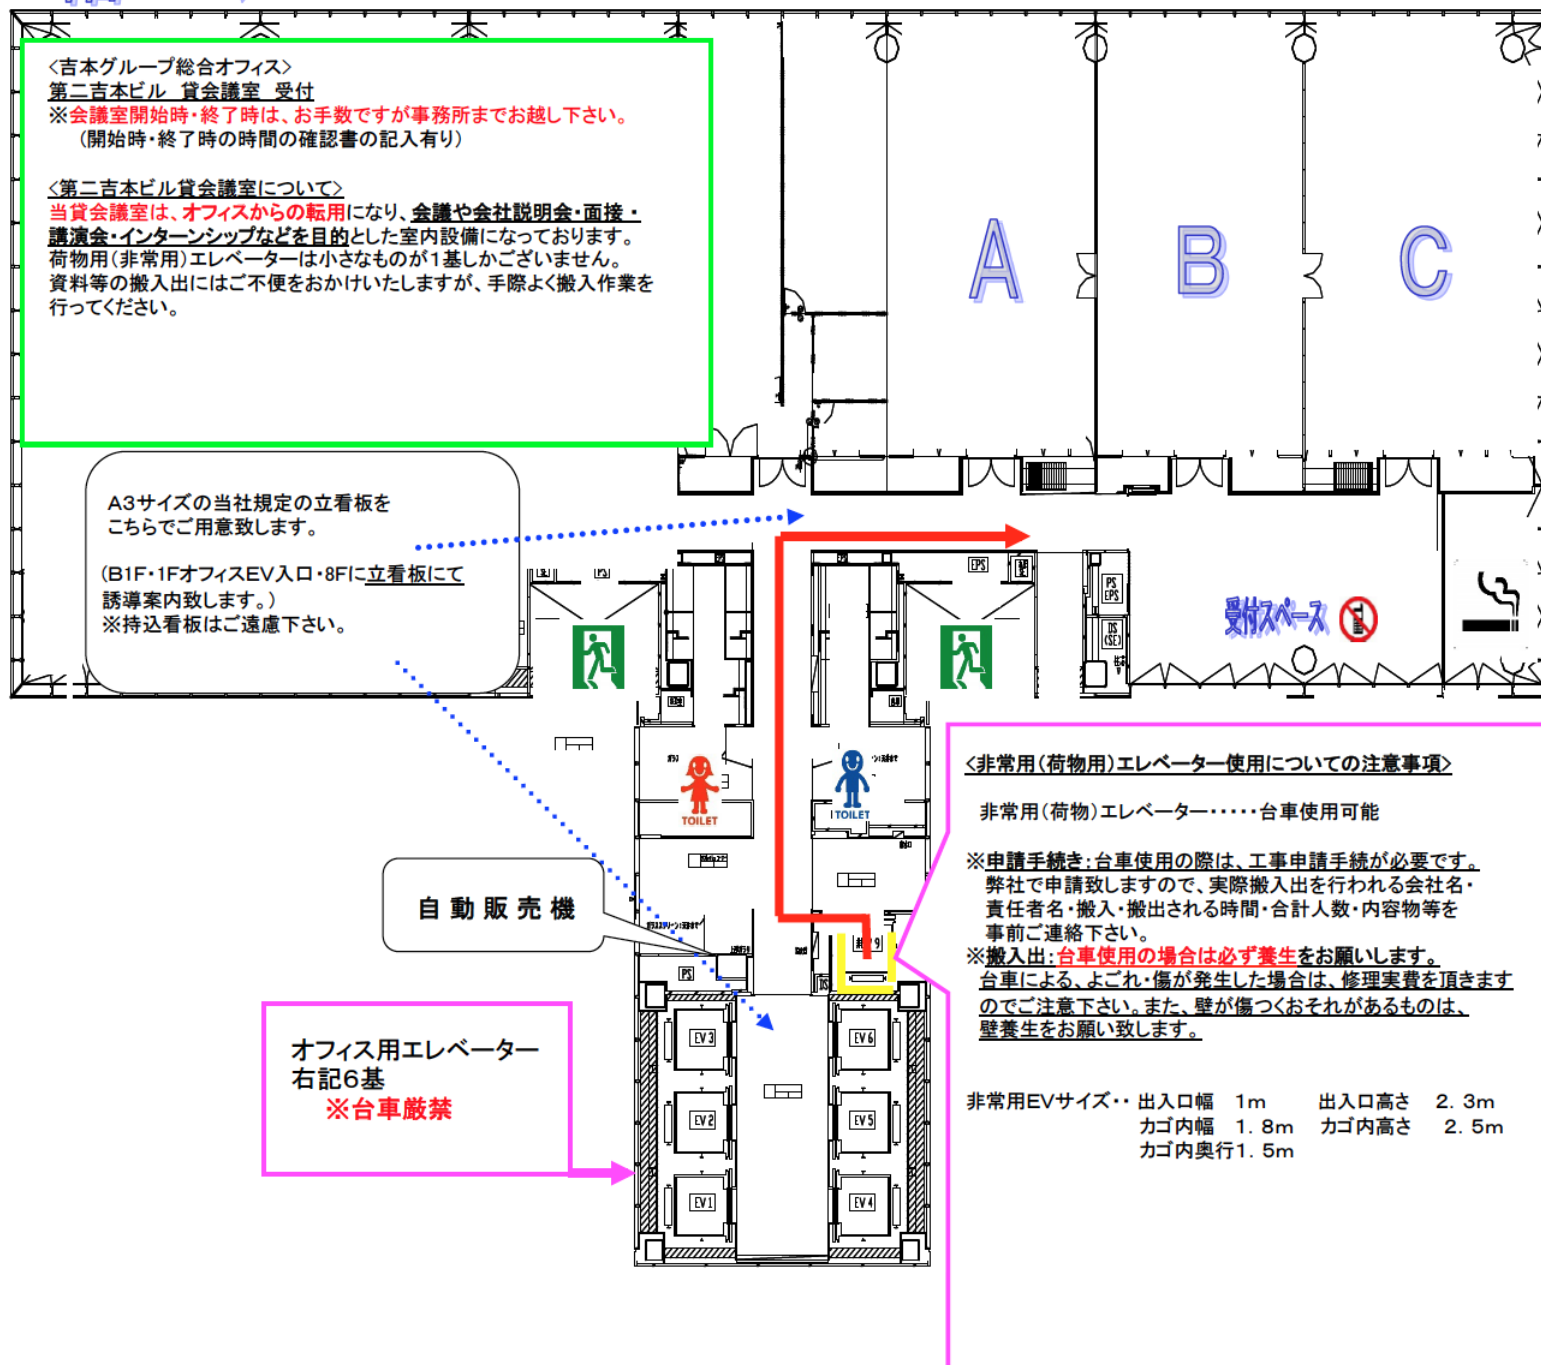 <吉本グループ総合オフィス>
第二吉本ビル 貸会議室 受付
※会議室開始時・終了時は、お手数ですが事務所までお越し下さい。
(開始時・終了時の時間の確認書の記入有り)
<第二吉本ビル貸会議室について>
当貸会議室は、オフィスからの転用になり、会議や会社説明会・面接・
講演会・インターンシップなどを目的とした室内設備になっております。
荷物用(非常用)エレベーターは小さなものが1基しかございません。
資料等の搬入出にはご不便をおかけいたしますが、手際よく搬入作業を
行ってください。
A
B
C
A3サイズの当社規定の立看板を
こちらでご用意致します。
(B1F・1FオフィスEV入口・8Fに立看板にて
誘導案内致します。)
※持込看板はご遠慮下さい。
PS
EPS
PS
EPS
DS
(SE)
受付スペース
TOILET
TOILET
<非常用(荷物用)エレベーター使用についての注意事項>
非常用(荷物)エレベーター・・・・・台車使用可能
※申請手続き:台車使用の際は、工事申請手続が必要です。
弊社で申請致しますので、実際搬入出を行われる会社名・
責任者名・搬入・搬出される時間・合計人数・内容物等を
事前ご連絡下さい。
※搬入出:台車使用の場合は必ず養生をお願いします。
台車による、よごれ・傷が発生した場合は、修理実費を頂きます
のでご注意下さい。また、壁が傷つくおそれがあるものは、
壁養生をお願い致します。
自動販売機
PS
DS
オフィス用エレベーター
右記6基
※台車厳禁
EV3
EV6
EV2
EV5
EV1
EV4
非常用EVサイズ・・ 出入口幅 1m 出入口高さ 2.3m
カゴ内幅 1.8m カゴ内高さ 2.5m
カゴ内奥行1.5m